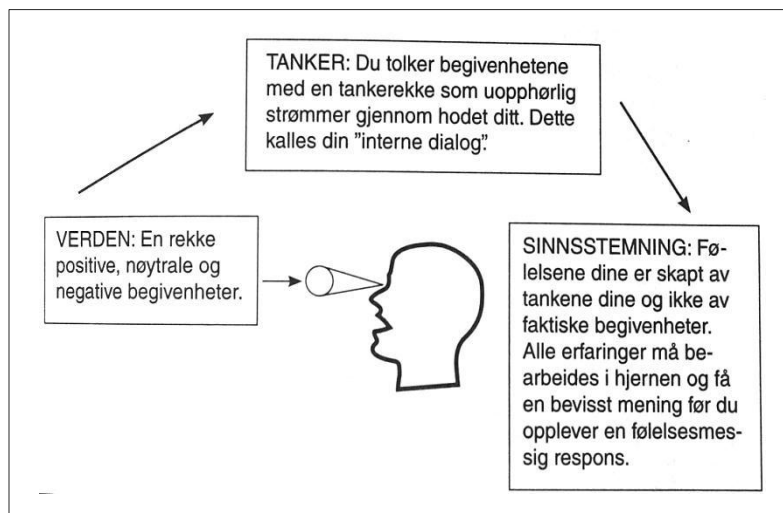 TANKER: Du tolker begivenhetene
med en tankerekke som uopphørlig
strømmer gjennom hodet ditt. Dette
kalles din ”interne dialog”.
VERDEN: En rekke
positive, nøytrale og
negative begivenheter.
SINNSSTEMNING: Fø-
lelsene dine er skapt av
tankene dine og ikke av
faktiske begivenheter.
Alle erfaringer må be-
arbeides i hjernen og få
en bevisst mening før du
opplever en følelsesmes-
sig respons.